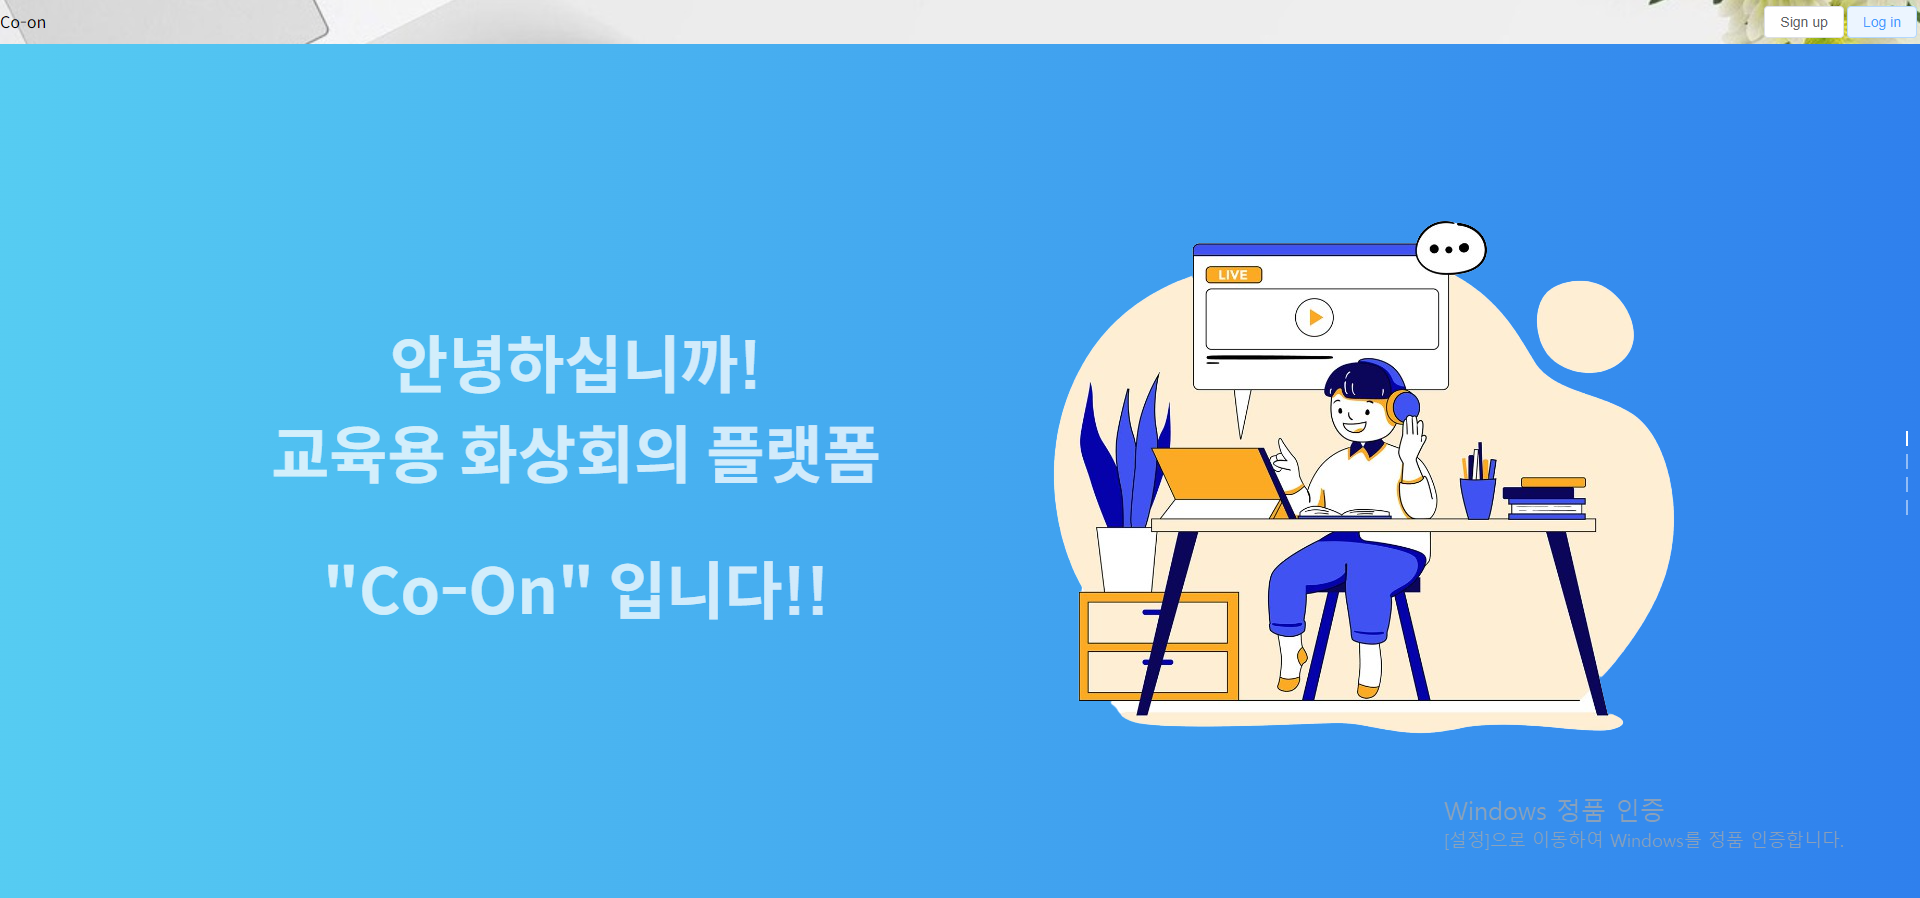 Co-on
Sign up
Log in
LIVE
안녕하십니까!
교육용 화상회의 플랫폼
"Co-On" 입니다!!
Windows 정품 인증
[설정]으로 이동하여 Windows를 정품 인증합니다.